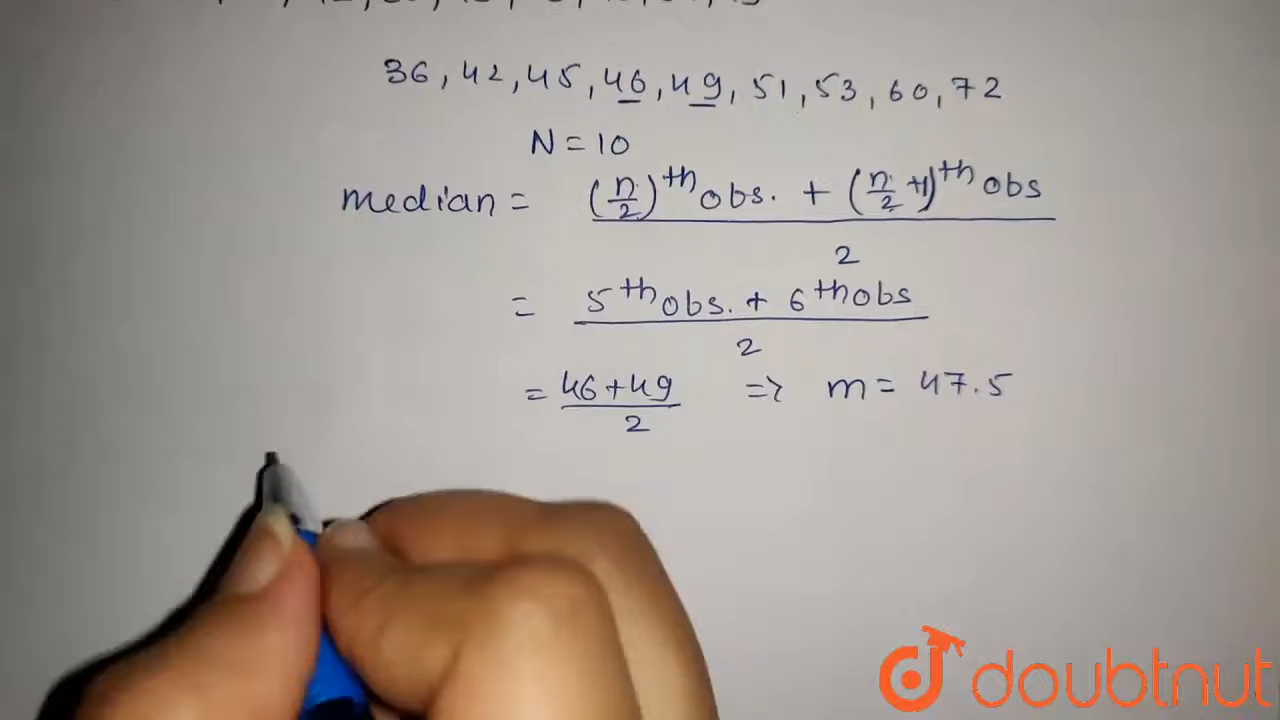 36, 42, 45, 46, 49, 51, 53, 60, 72
N = 10
median = (n/2)th obs. + (n/2 +1)th obs
2
= 5th obs. + 6th obs
2
= 46+49 => m = 47.5
2
doubtnut